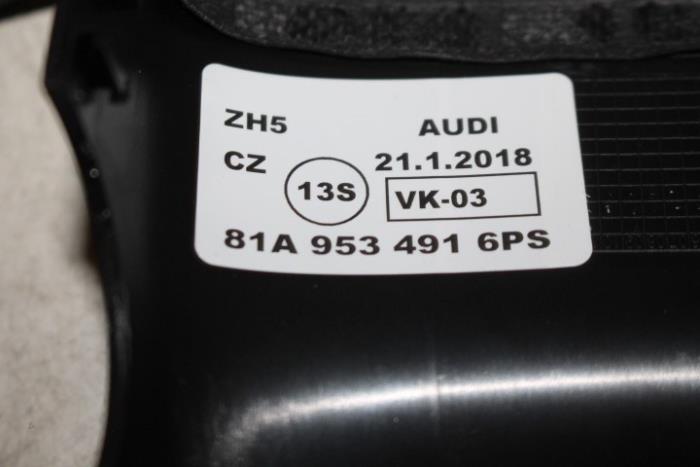 ZH5 AUDI
CZ 21.1.2018
13S VK-03
81A 953 491 6PS